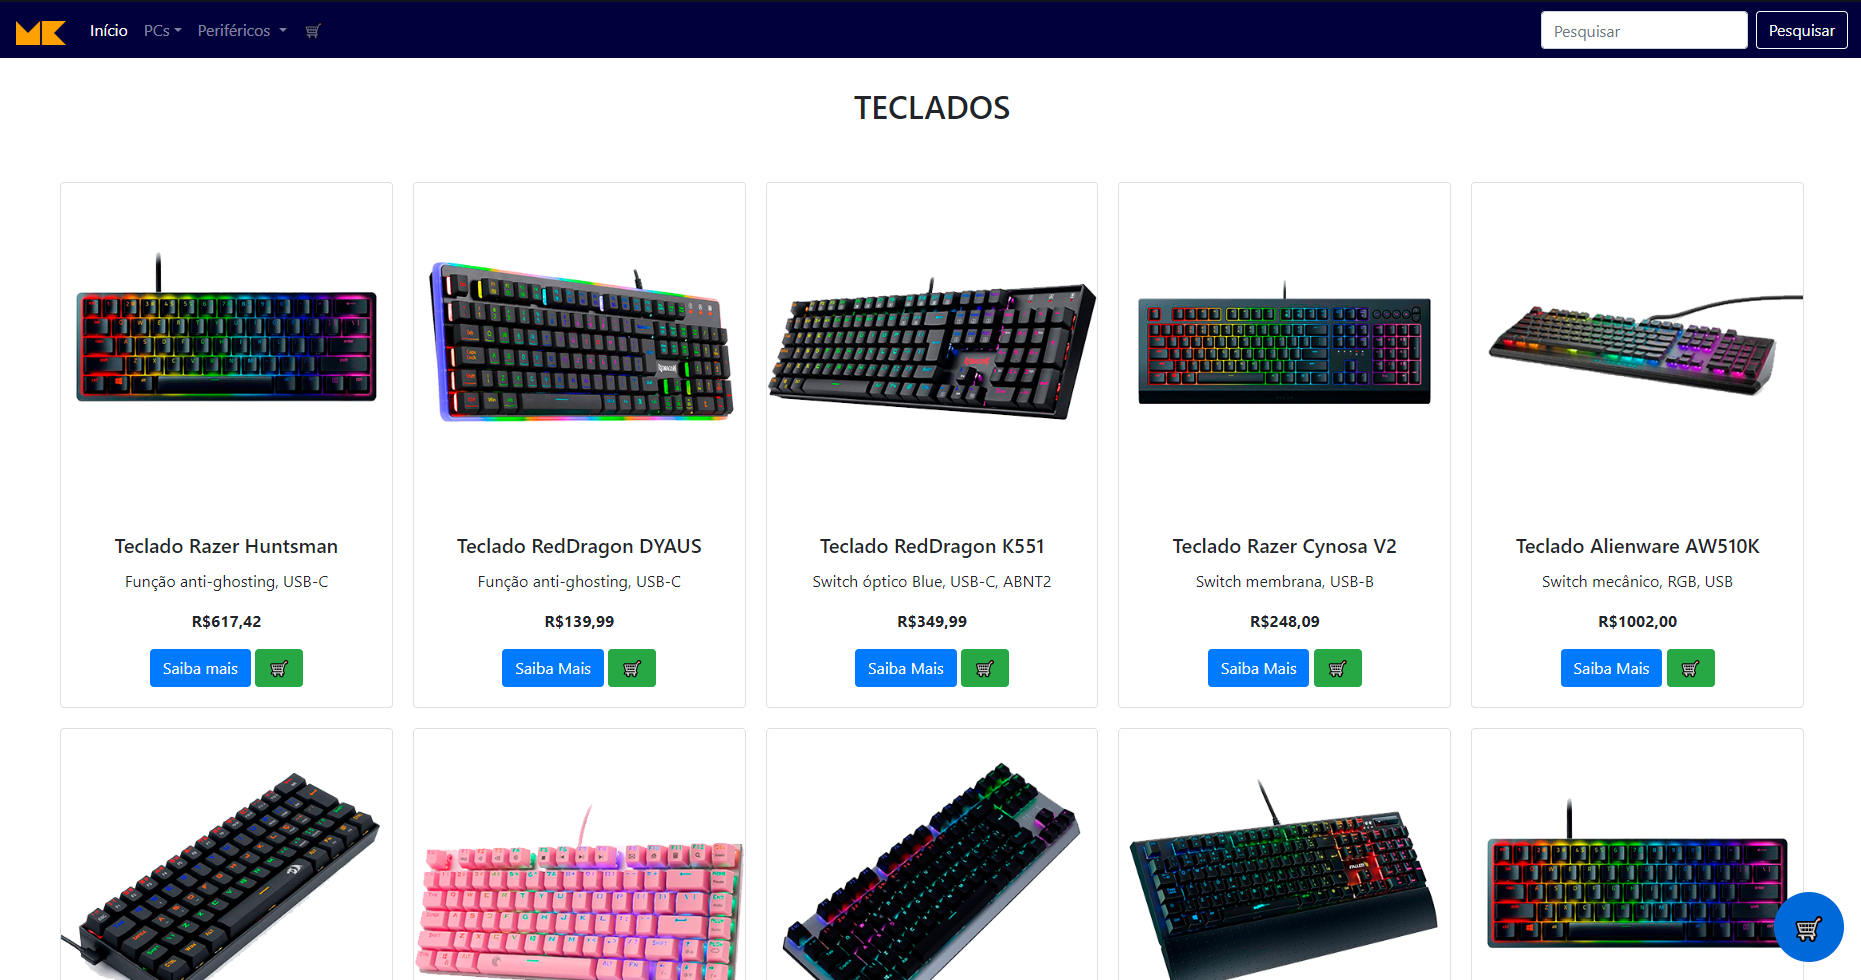 MK
Início
PCs
Periféricos
Pesquisar
Pesquisar
TECLADOS
Teclado Razer Huntsman
Função anti-ghosting, USB-C
R$617,42
Saiba mais
Teclado RedDragon DYAUS
Função anti-ghosting, USB-C
R$139,99
Saiba Mais
Teclado RedDragon K551
Switch óptico Blue, USB-C, ABNT2
R$349,99
Saiba Mais
Teclado Razer Cynosa V2
Switch membrana, USB-B
R$248,09
Saiba Mais
Teclado Alienware AW510K
Switch mecânico, RGB, USB
R$1002,00
Saiba Mais